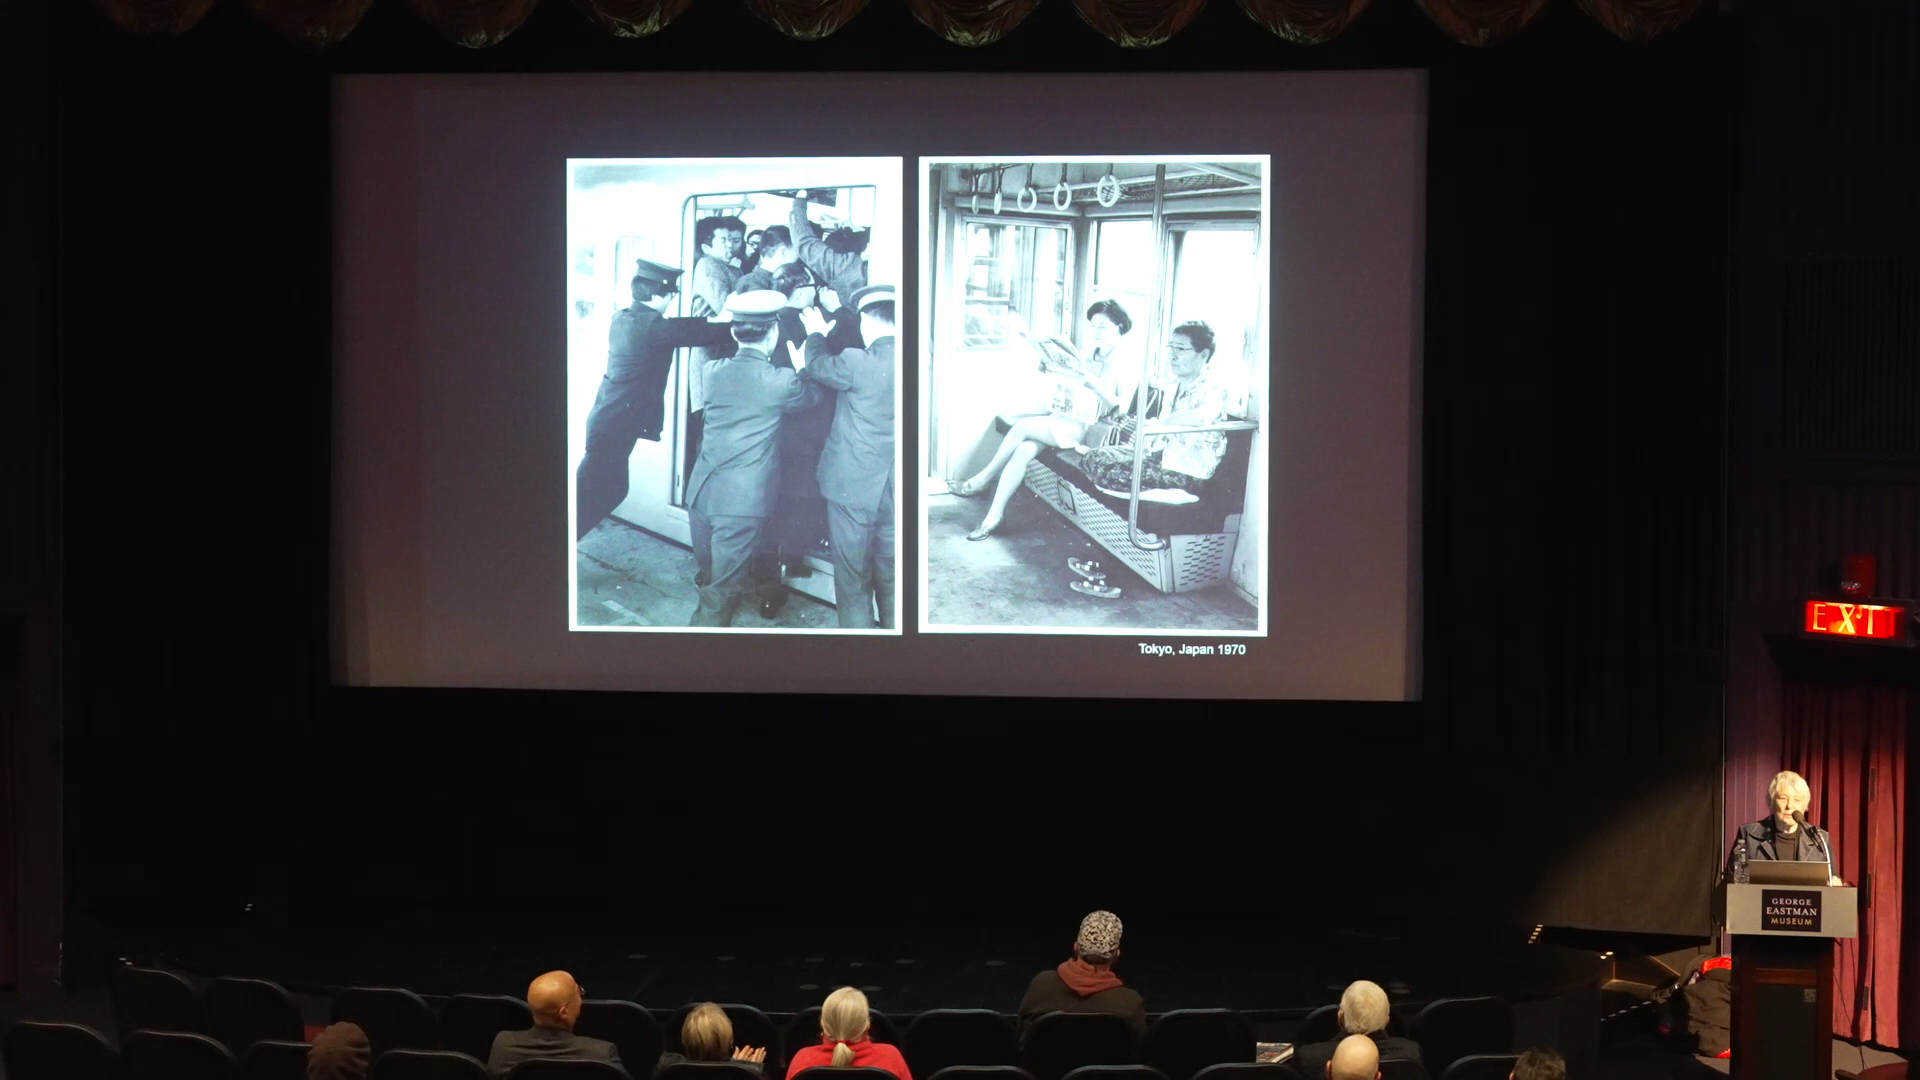 Tokyo, Japan 1970
EXIT
GEORGE
EASTMAN
MUSEUM